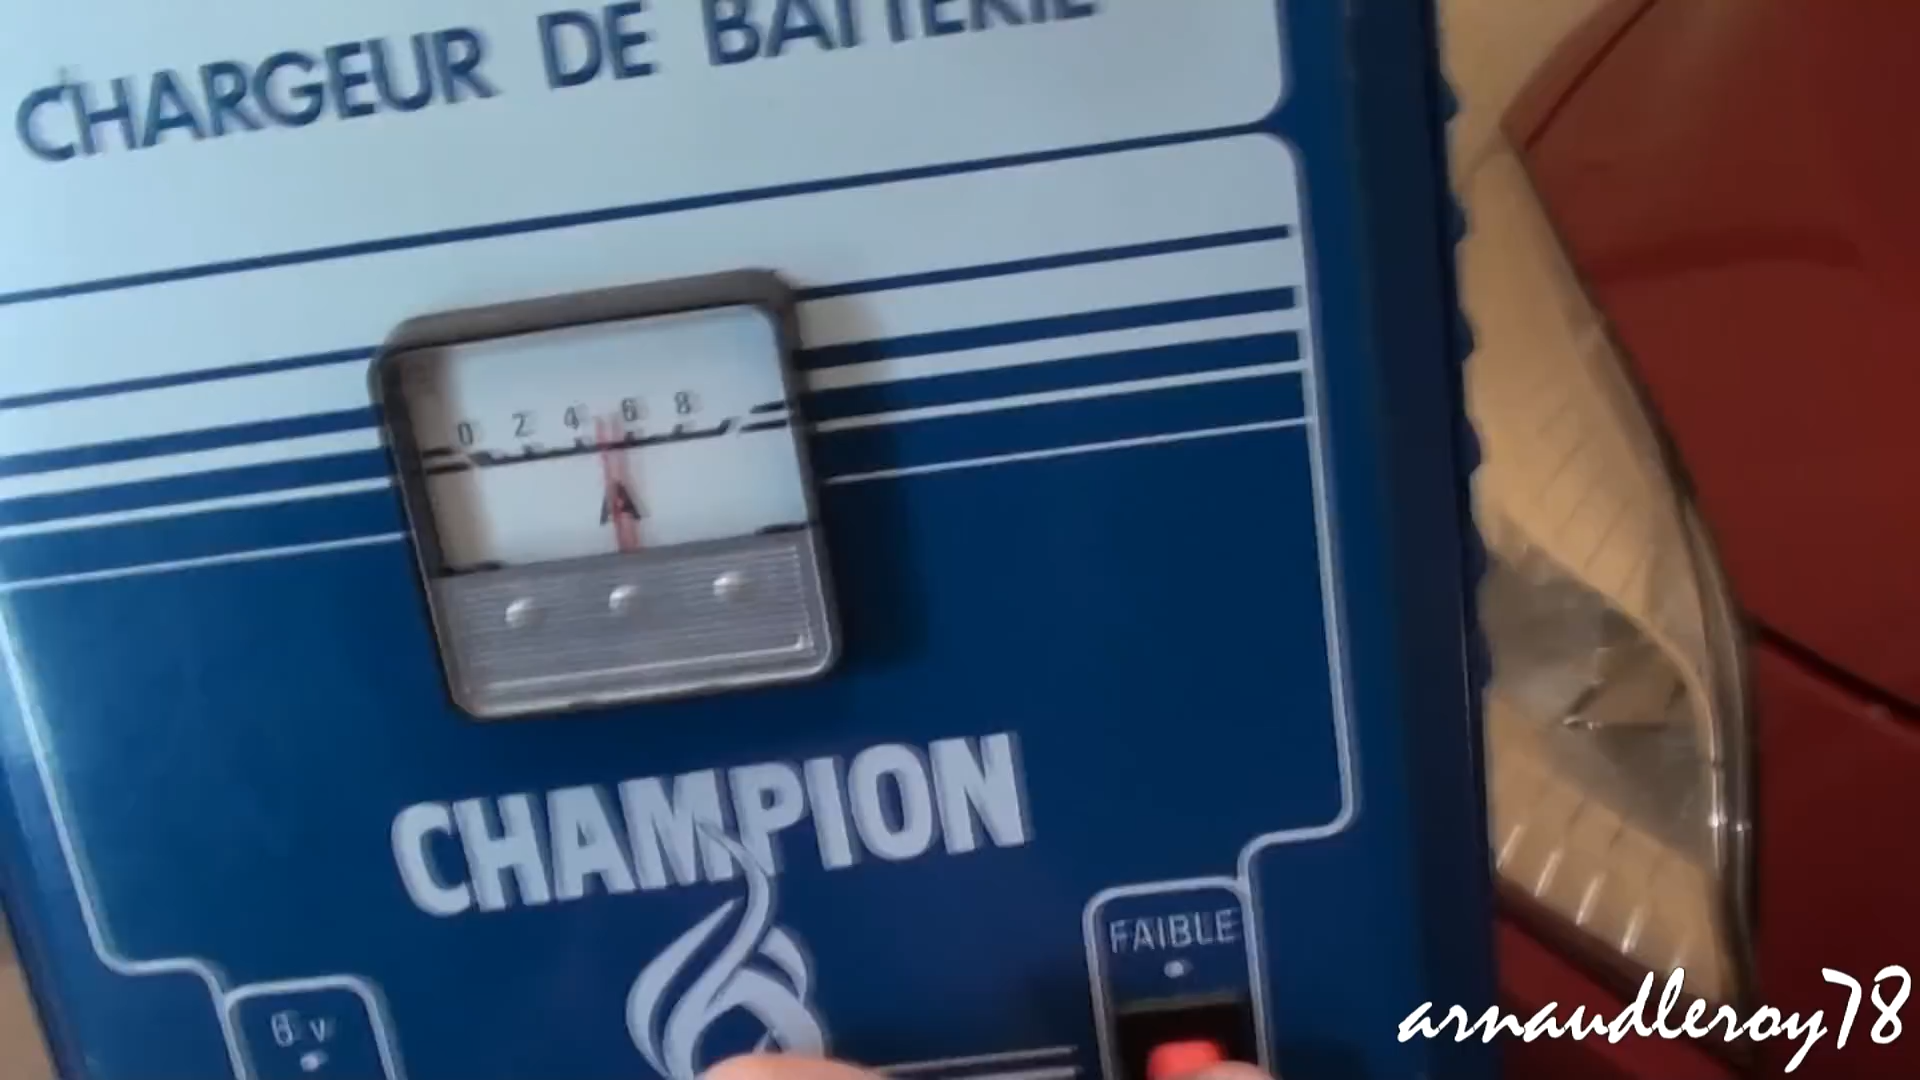 CHARGEUR DE BATTERIE
0 2 4 6 8
A
CHAMPION
FAIBLE
6 v
arnaudleroy78